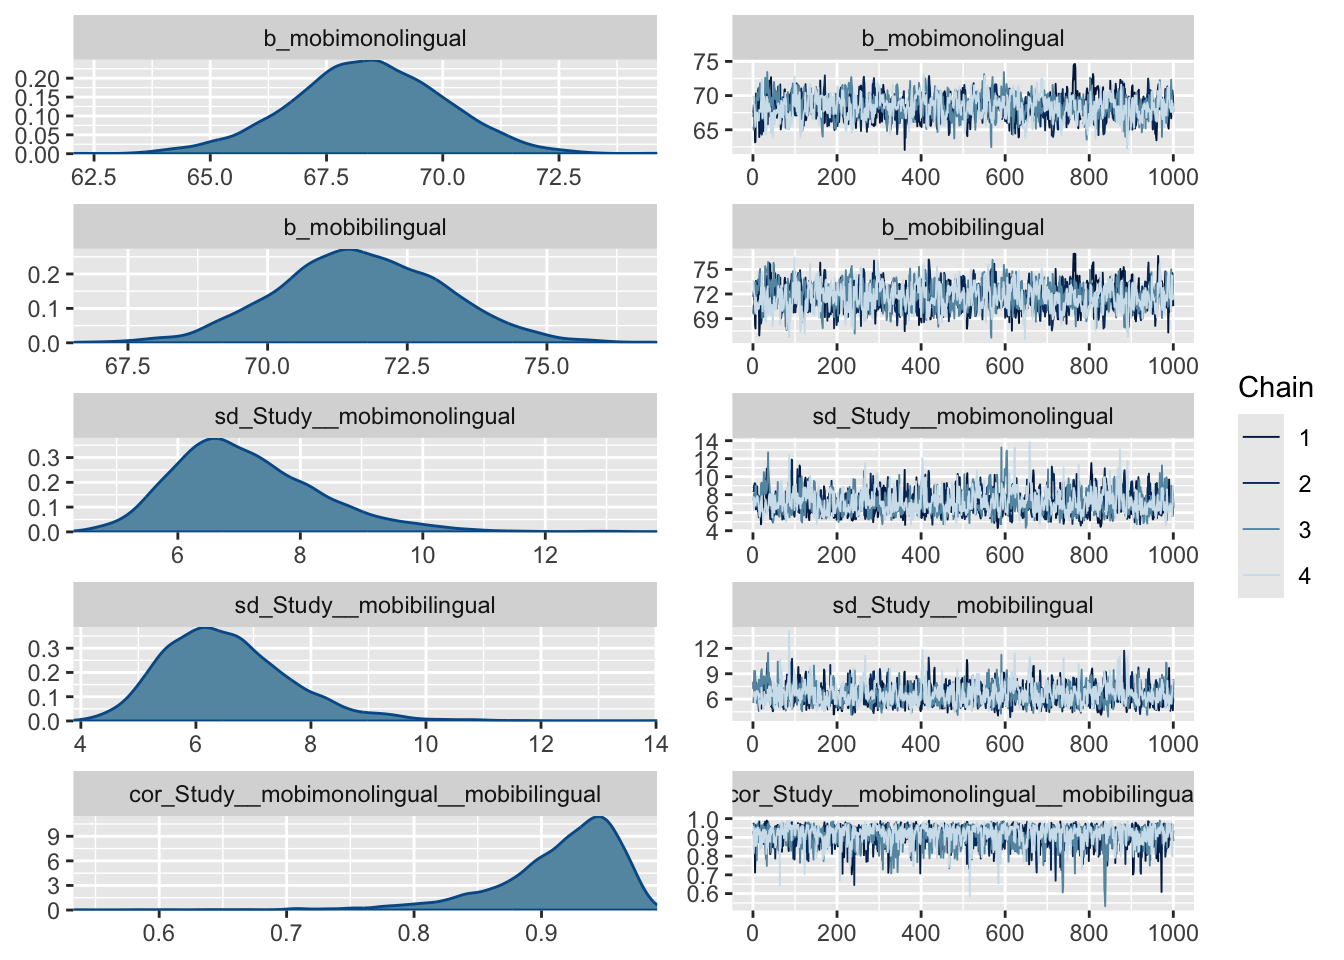 b_mobimonolingual
0.20
0.15
0.10
0.05
0.00
62.5 65.0 67.5 70.0 72.5
b_mobimonolingual
75
70
65
0 200 400 600 800 1000
b_mobibilingual
0.2
0.1
0.0
67.5 70.0 72.5 75.0
b_mobibilingual
75
72
69
0 200 400 600 800 1000
sd_Study__mobimonolingual
0.3
0.2
0.1
0.0
6 8 10 12
sd_Study__mobimonolingual
14
12
10
8
6
4
0 200 400 600 800 1000
sd_Study__mobibilingual
0.3
0.2
0.1
0.0
4 6 8 10 12 14
sd_Study__mobibilingual
12
9
6
0 200 400 600 800 1000
cor_Study__mobimonolingual__mobibilingual
9
6
3
0
0.6 0.7 0.8 0.9
cor_Study__mobimonolingual__mobibilingua
1.0
0.9
0.8
0.7
0.6
0 200 400 600 800 1000
Chain
1
2
3
4